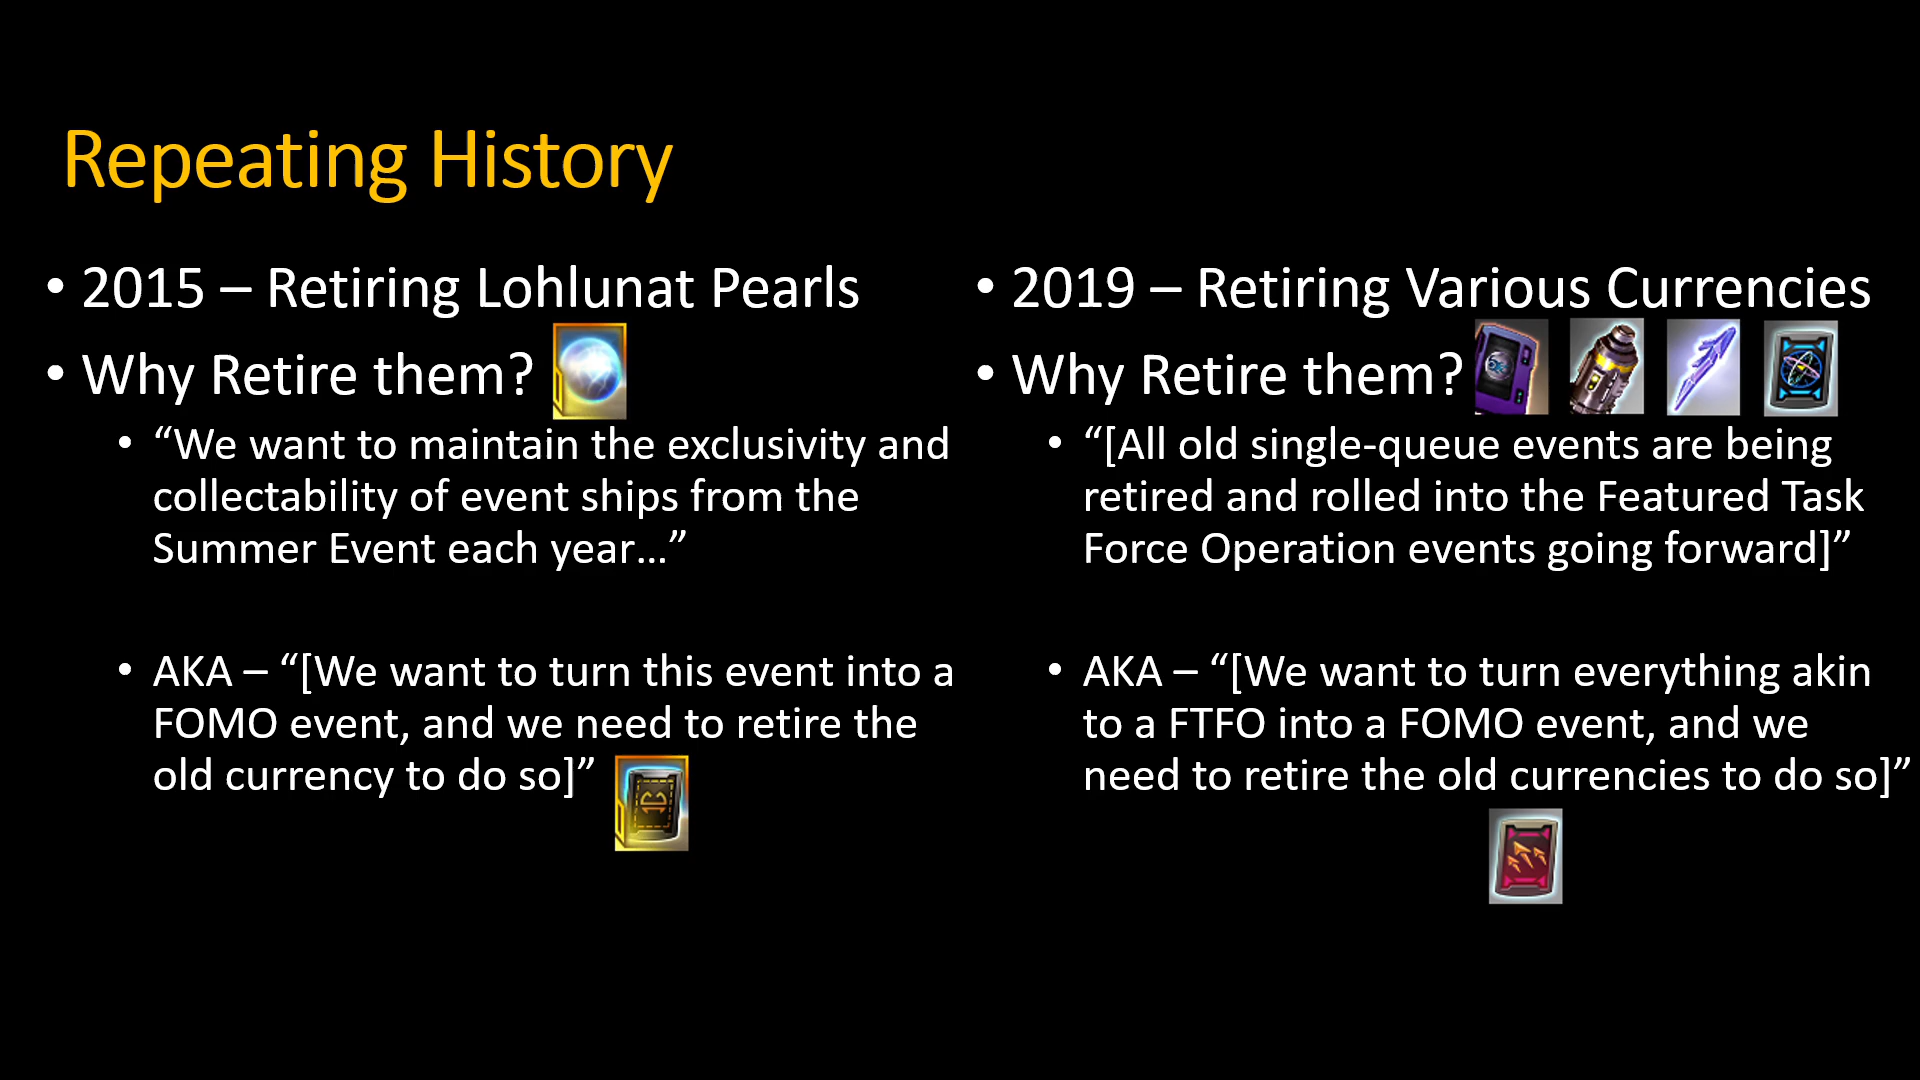 Repeating History
• 2015 – Retiring Lohlunat Pearls
• Why Retire them?
• “We want to maintain the exclusivity and
collectability of event ships from the
Summer Event each year…”
• AKA – “[We want to turn this event into a
FOMO event, and we need to retire the
old currency to do so]”
• 2019 – Retiring Various Currencies
• Why Retire them?
• “[All old single-queue events are being
retired and rolled into the Featured Task
Force Operation events going forward]”
• AKA – “[We want to turn everything akin
to a FTFO into a FOMO event, and we
need to retire the old currencies to do so]”